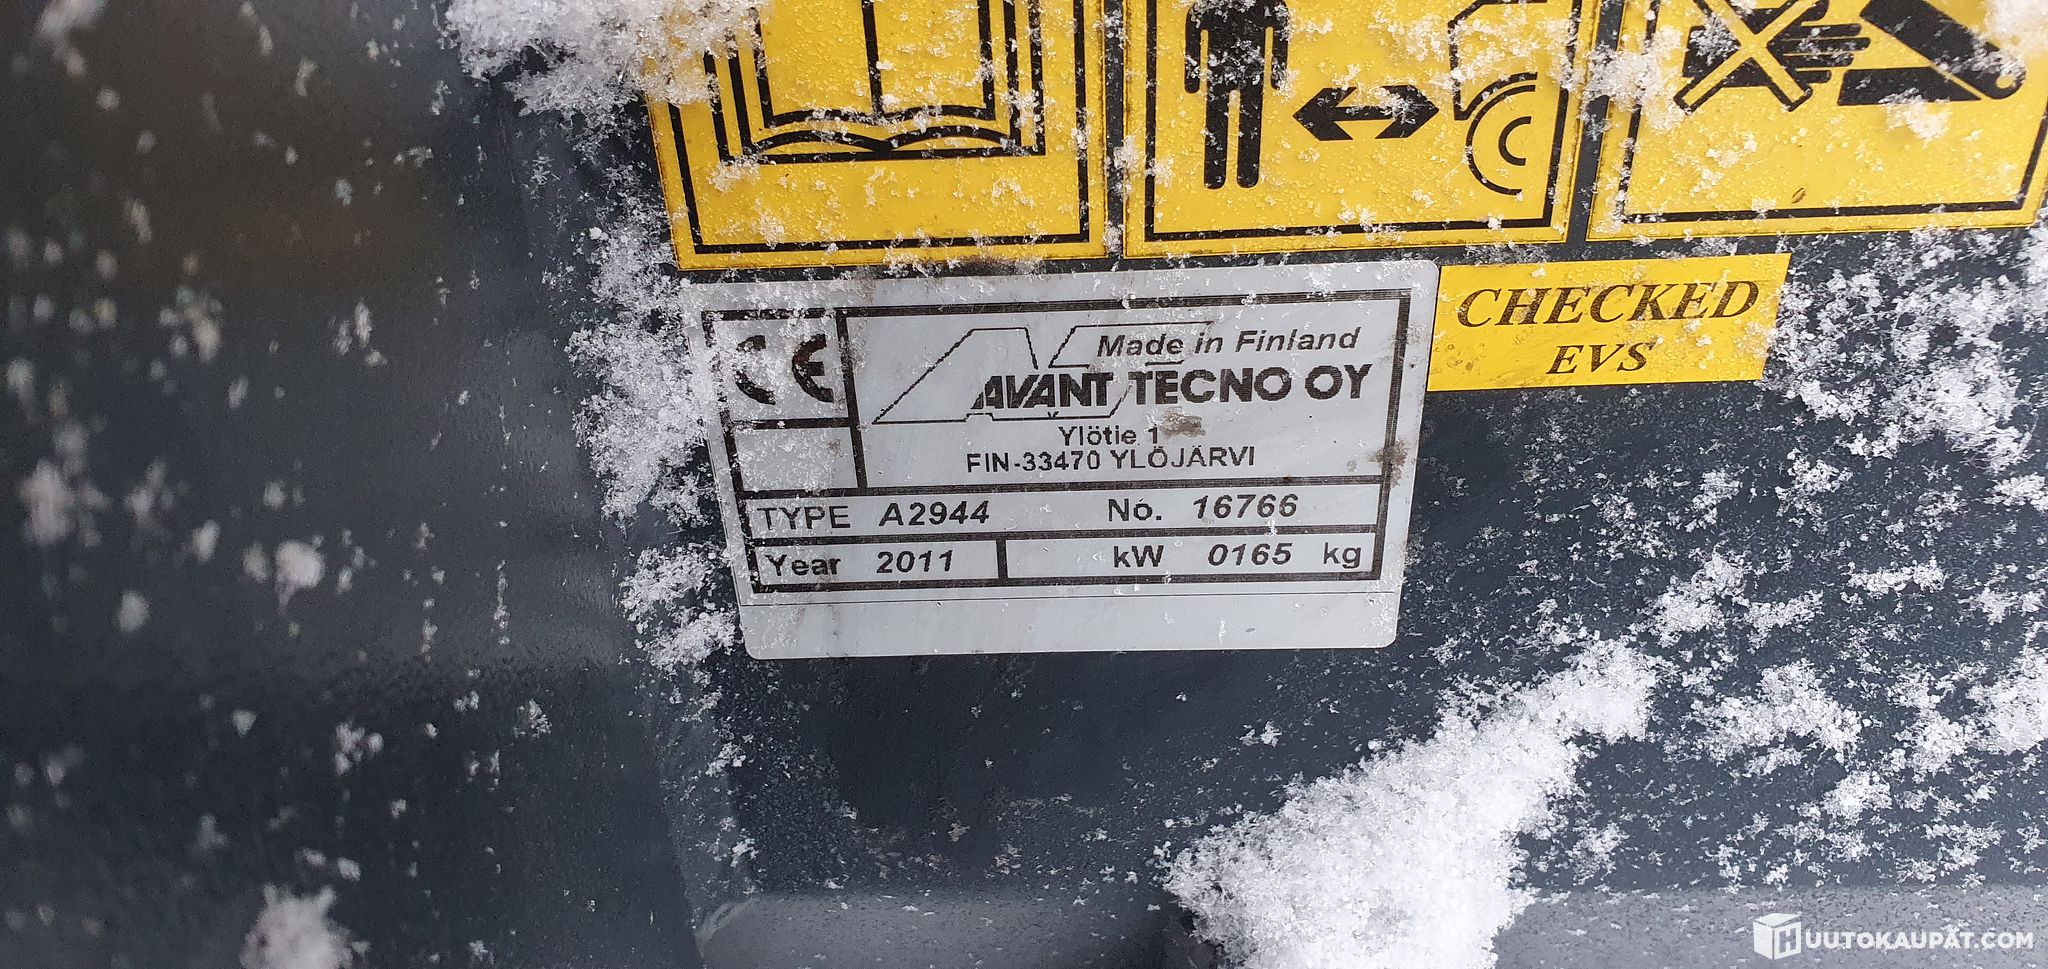 CHECKED
EVS
CE
Made in Finland
AVANT TECNO OY
Ylötie 1
FIN-33470 YLÖJÄRVI
TYPE A2944 No. 16766
Year 2011 kW 0165 kg
HUUTOKAUPAT.COM